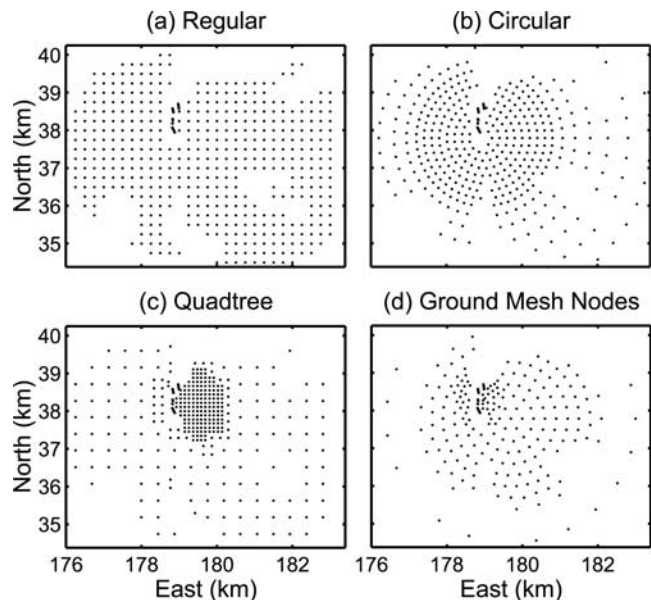 (a) Regular
(b) Circular
40
39
38
37
36
35
North (km)
(c) Quadtree
(d) Ground Mesh Nodes
40
39
38
37
36
35
North (km)
176 178 180 182
176 178 180 182
East (km)
East (km)